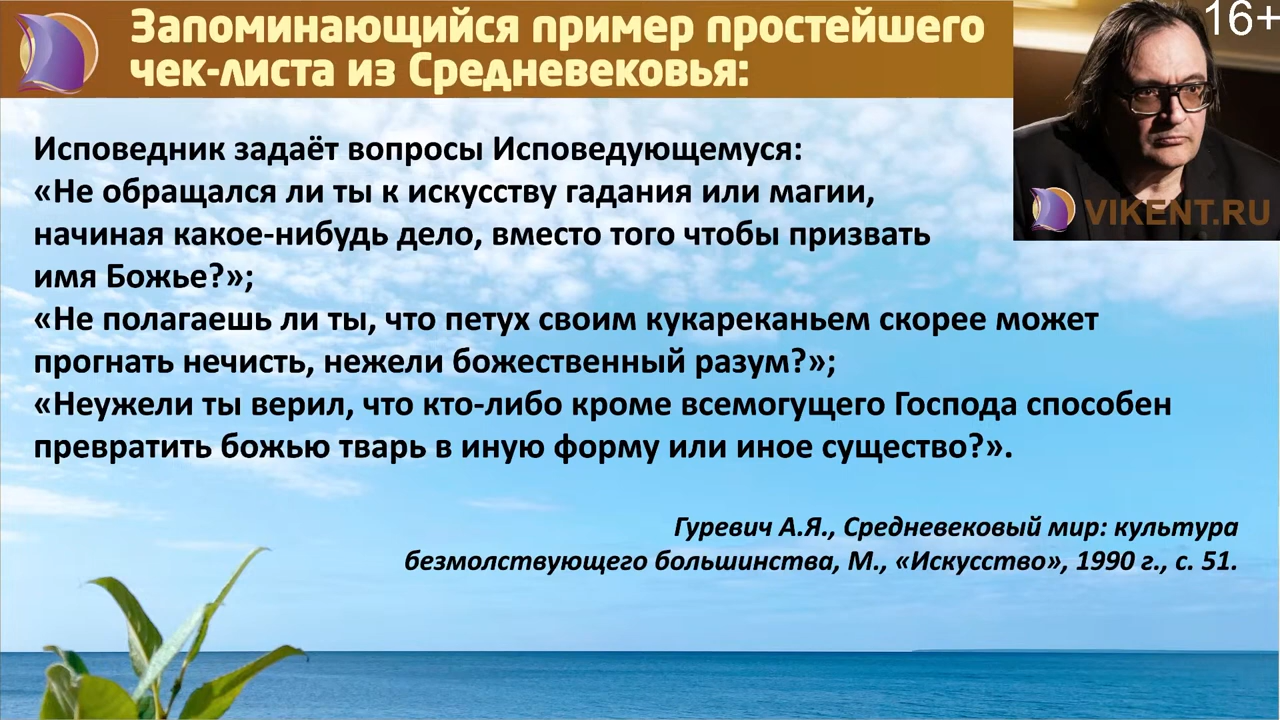 Запоминающийся пример простейшего
чек-листа из Средневековья:
16+
VIKENT.RU
Исповедник задаёт вопросы Исповедующемуся:
«Не обращался ли ты к искусству гадания или магии,
начиная какое-нибудь дело, вместо того чтобы призвать
имя Божье?»;
«Не полагаешь ли ты, что петух своим кукареканьем скорее может
прогнать нечисть, нежели божественный разум?»;
«Неужели ты верил, что кто-либо кроме всемогущего Господа способен
превратить божью тварь в иную форму или иное существо?».
Гуревич А.Я., Средневековый мир: культура
безмолствующего большинства, М., «Искусство», 1990 г., с. 51.